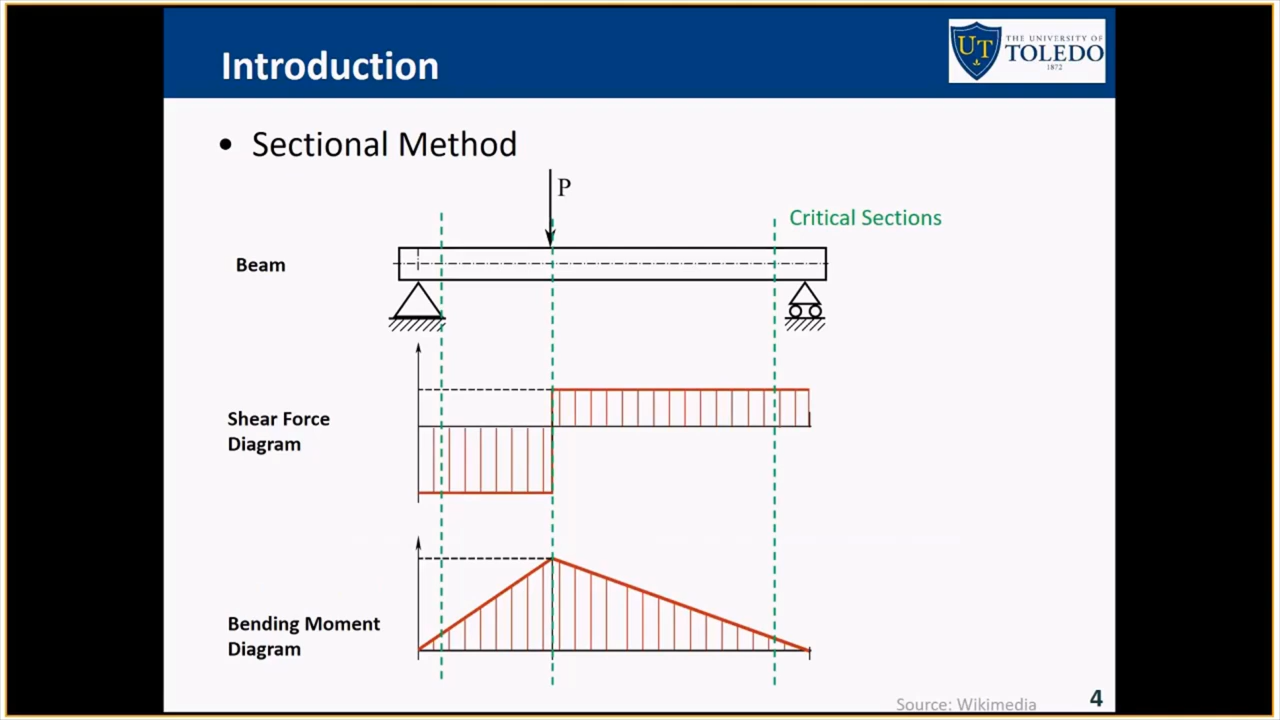 Introduction
UT
THE UNIVERSITY OF
TOLEDO
1872
• Sectional Method
P
Critical Sections
Beam
Shear Force
Diagram
Bending Moment
Diagram
Source: Wikimedia
4